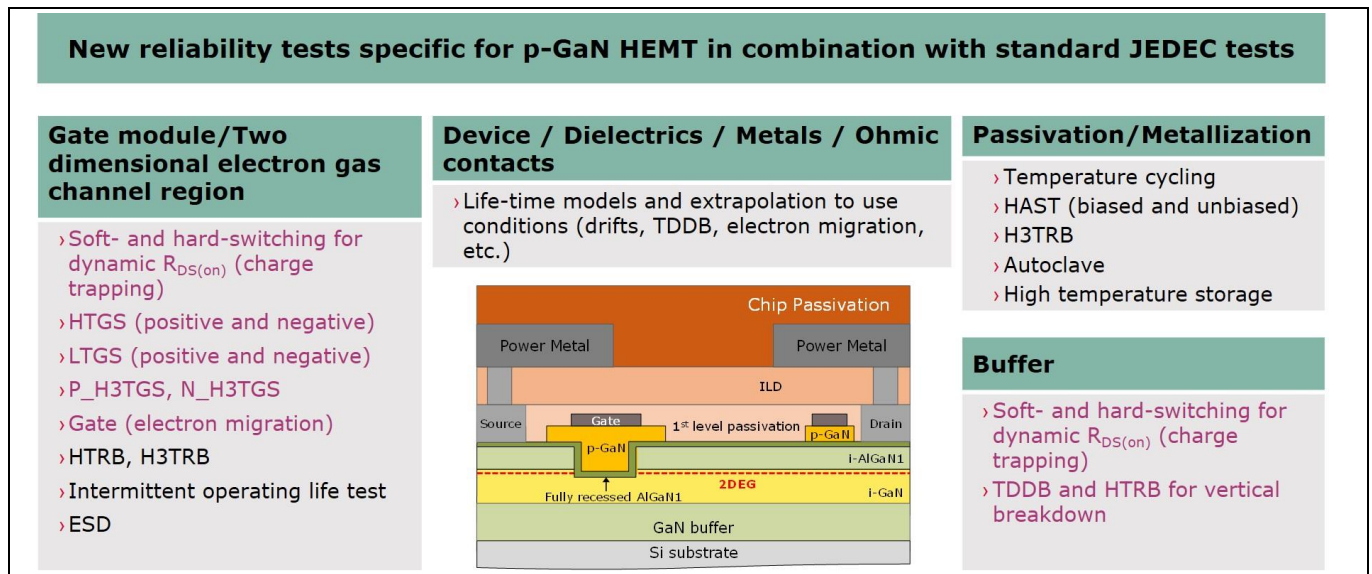 New reliability tests specific for p-GaN HEMT in combination with standard JEDEC tests
Gate module/Two
dimensional electron gas
channel region
› Soft- and hard-switching for
dynamic RDS(on) (charge
trapping)
› HTGS (positive and negative)
› LTGS (positive and negative)
› P_H3TGS, N_H3TGS
› Gate (electron migration)
› HTRB, H3TRB
› Intermittent operating life test
› ESD
Device / Dielectrics / Metals / Ohmic
contacts
› Life-time models and extrapolation to use
conditions (drifts, TDDB, electron migration,
etc.)
Chip Passivation
Power Metal
Power Metal
ILD
Source
Gate
1st level passivation
p-GaN
Drain
p-GaN
i-AlGaN1
2DEG
Fully recessed AlGaN1
i-GaN
GaN buffer
Si substrate
Passivation/Metallization
› Temperature cycling
› HAST (biased and unbiased)
› H3TRB
› Autoclave
› High temperature storage
Buffer
› Soft- and hard-switching for
dynamic RDS(on) (charge
trapping)
› TDDB and HTRB for vertical
breakdown